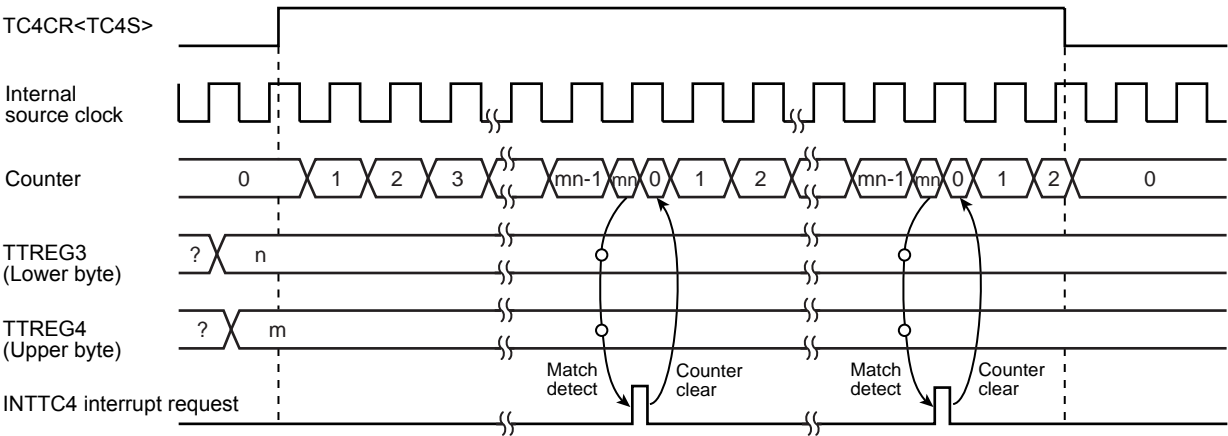 TC4CR<TC4S>
Internal
source clock
Counter
0 1 2 3 mn-1 mn 0 1 2 mn-1 mn 0 1 2 0
TTREG3
(Lower byte)
? n
TTREG4
(Upper byte)
? m
Match
detect
Counter
clear
Match
detect
Counter
clear
INTTC4 interrupt request